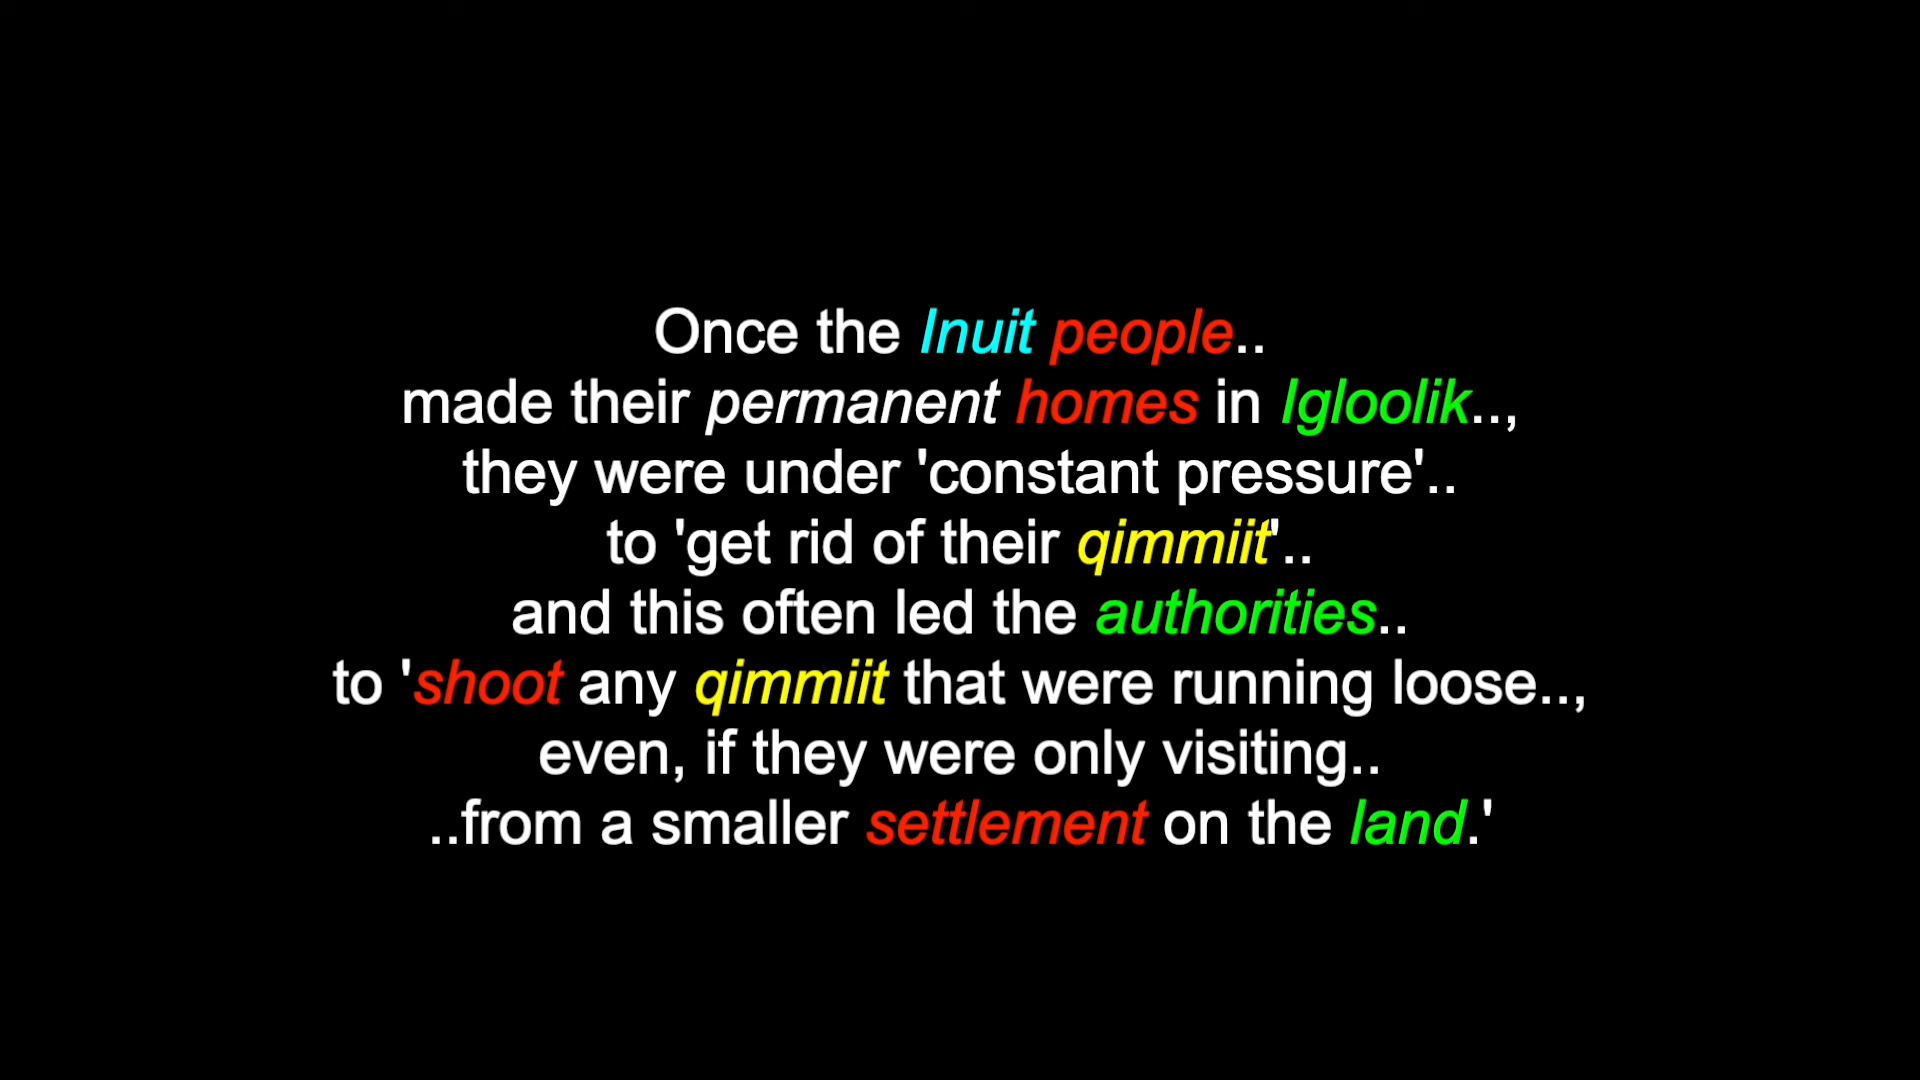 Once the Inuit people..
made their permanent homes in Igloolik..,
they were under 'constant pressure'..
to 'get rid of their qimmiit'..
and this often led the authorities..
to 'shoot any qimmiit that were running loose..,
even, if they were only visiting..
..from a smaller settlement on the land.'